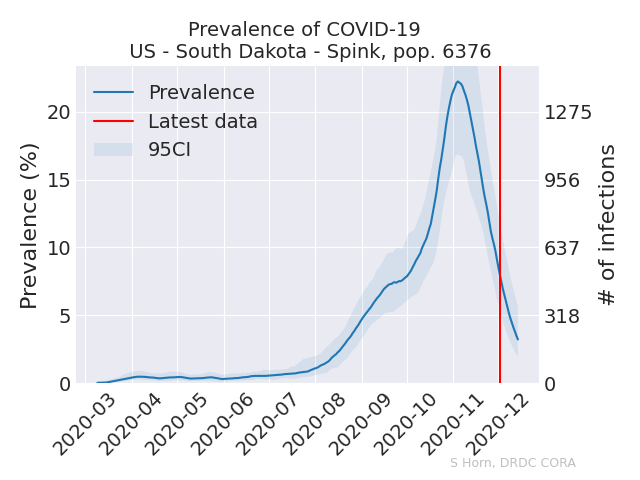 Prevalence of COVID-19
US - South Dakota - Spink, pop. 6376
Prevalence
Latest data
95CI
Prevalence (%)
20
15
10
5
0
1275
956
637
318
0
# of infections
2020-03
2020-04
2020-05
2020-06
2020-07
2020-08
2020-09
2020-10
2020-11
2020-12
S Horn, DRDC CORA